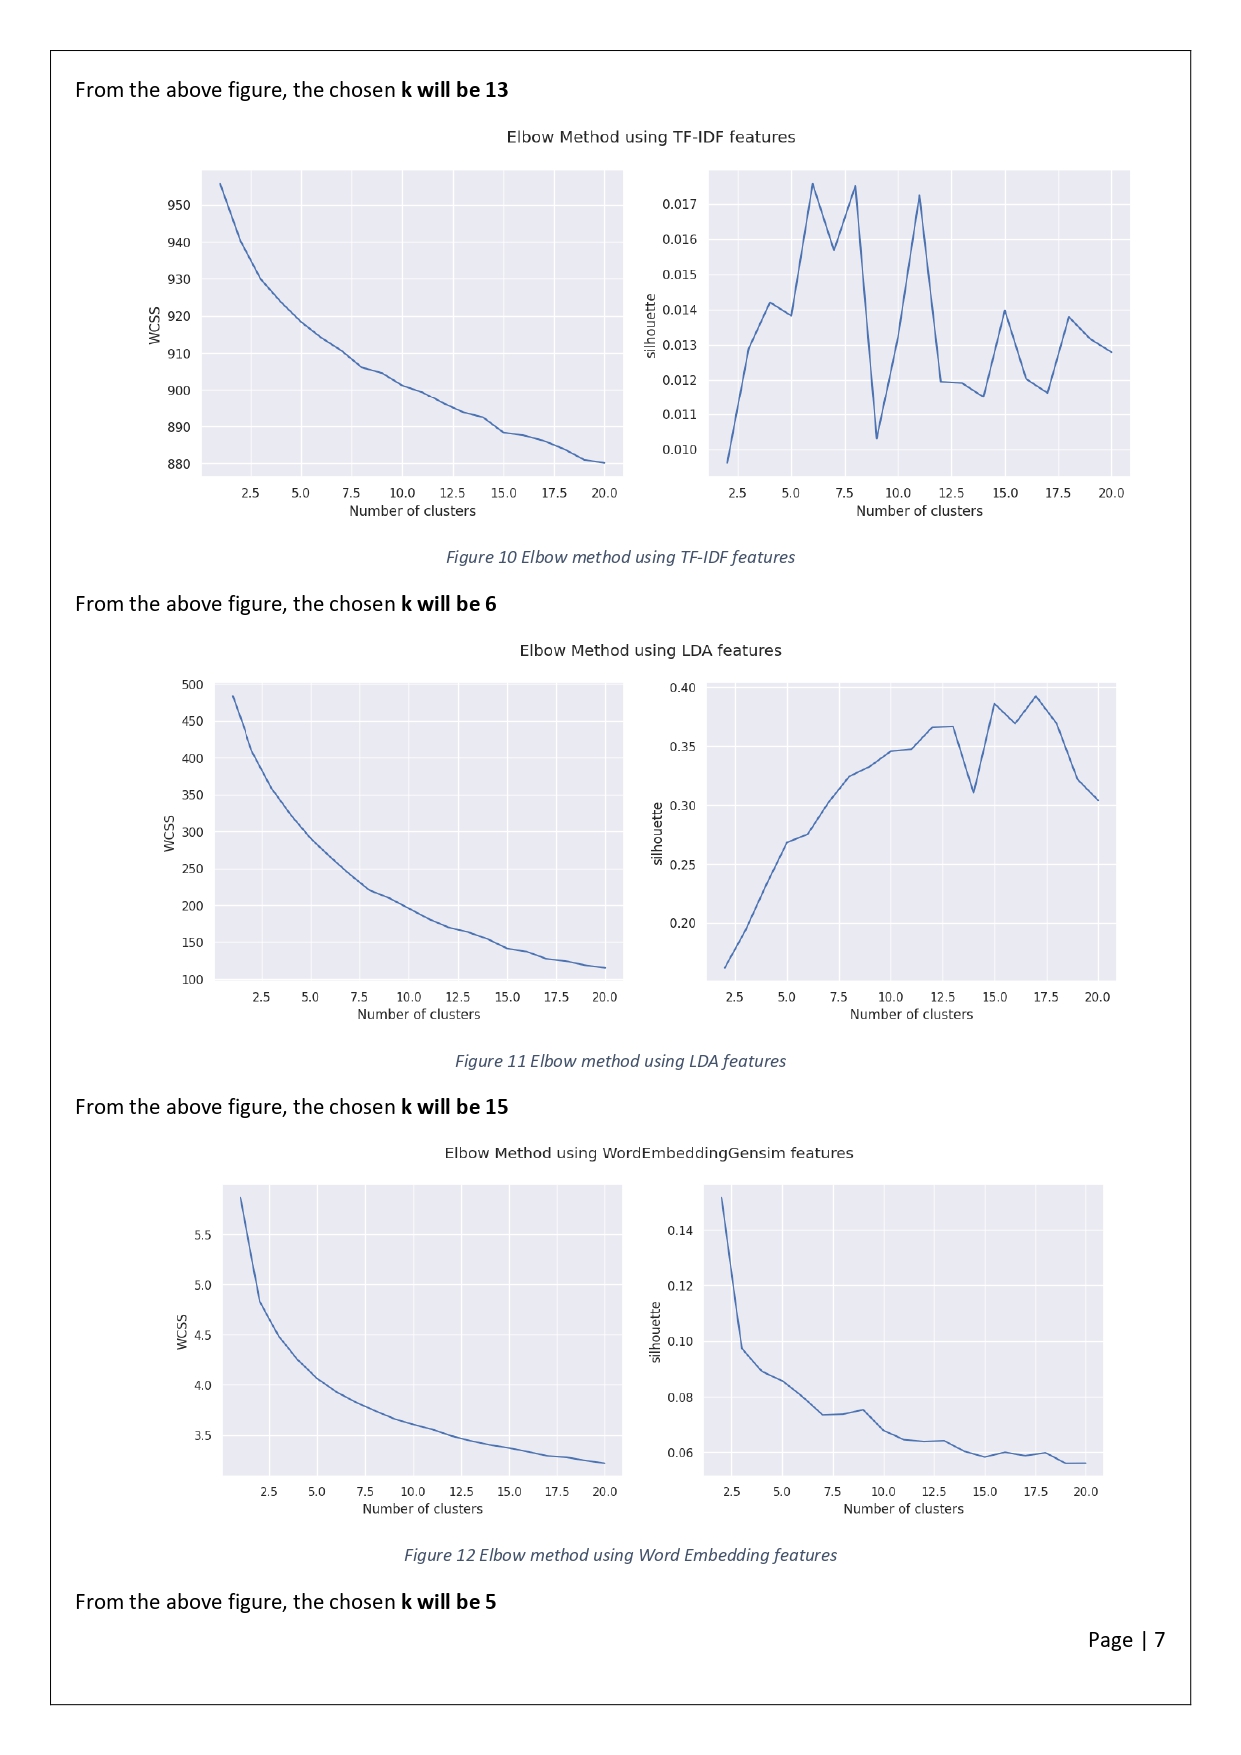 From the above figure, the chosen k will be 13
Elbow Method using TF-IDF features
950
940
930
920
910
900
890
880
WCSS
2.5 5.0 7.5 10.0 12.5 15.0 17.5 20.0
Number of clusters
0.017
0.016
0.015
0.014
0.013
0.012
0.011
0.010
silhouette
2.5 5.0 7.5 10.0 12.5 15.0 17.5 20.0
Number of clusters
Figure 10 Elbow method using TF-IDF features
From the above figure, the chosen k will be 6
Elbow Method using LDA features
500
450
400
350
300
250
200
150
100
WCSS
2.5 5.0 7.5 10.0 12.5 15.0 17.5 20.0
Number of clusters
0.40
0.35
0.30
0.25
0.20
silhouette
2.5 5.0 7.5 10.0 12.5 15.0 17.5 20.0
Number of clusters
Figure 11 Elbow method using LDA features
From the above figure, the chosen k will be 15
Elbow Method using WordEmbeddingGensim features
5.5
5.0
4.5
4.0
3.5
WCSS
2.5 5.0 7.5 10.0 12.5 15.0 17.5 20.0
Number of clusters
0.14
0.12
0.10
0.08
0.06
silhouette
2.5 5.0 7.5 10.0 12.5 15.0 17.5 20.0
Number of clusters
Figure 12 Elbow method using Word Embedding features
From the above figure, the chosen k will be 5
Page | 7